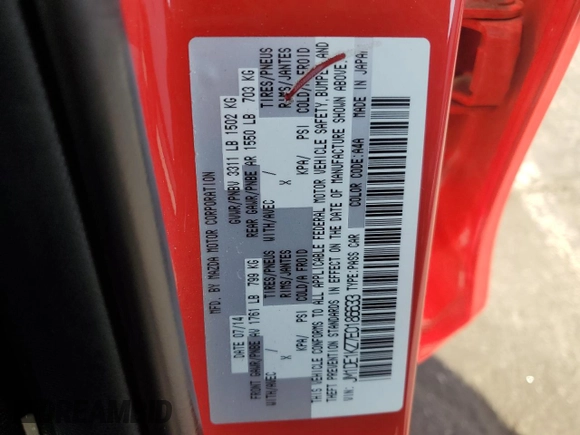 MFD. BY MAZDA MOTOR CORPORATION
DATE 07/14 GVWR/PNBV 3311 LB 1502 KG
FRONT GAWR/PNBE AV 1761 LB 799 KG REAR GAWR/PNBE AR 1550 LB 703 KG
WITH/AVEC TIRES/PNEUS WITH/AVEC TIRES/PNEUS
X RIMS/JANTES X RIMS/JANTES
KPA/ PSI COLD/A FROID KPA/ PSI COLD/A FROID
THIS VEHICLE CONFORMS TO ALL APPLICABLE FEDERAL MOTOR VEHICLE SAFETY, BUMPER, AND
THEFT PREVENTION STANDARDS IN EFFECT ON THE DATE OF MANUFACTURE SHOWN ABOVE.
VIN: JM1DE1KZ7E0186633 TYPE:PASS CAR COLOR CODE:A4A MADE IN JAPAN